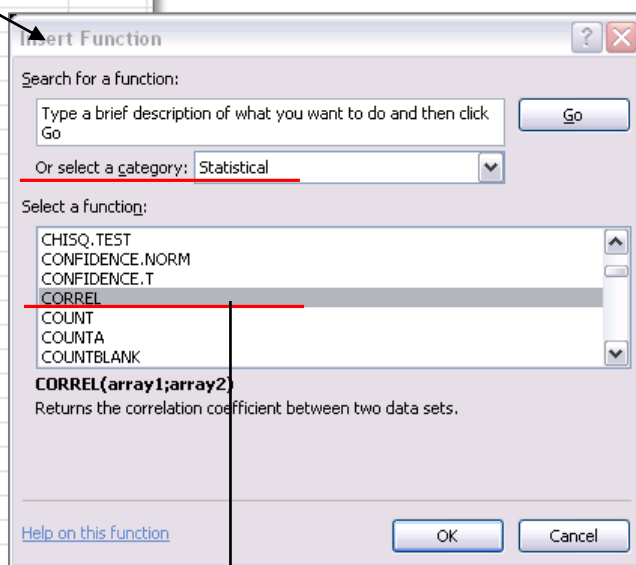 Insert Function
Search for a function:
Type a brief description of what you want to do and then click
Go
Go
Or select a category: Statistical
Select a function:
CHISQ.TEST
CONFIDENCE.NORM
CONFIDENCE.T
CORREL
COUNT
COUNTA
COUNTBLANK
CORREL(array1;array2)
Returns the correlation coefficient between two data sets.
Help on this function
OK
Cancel